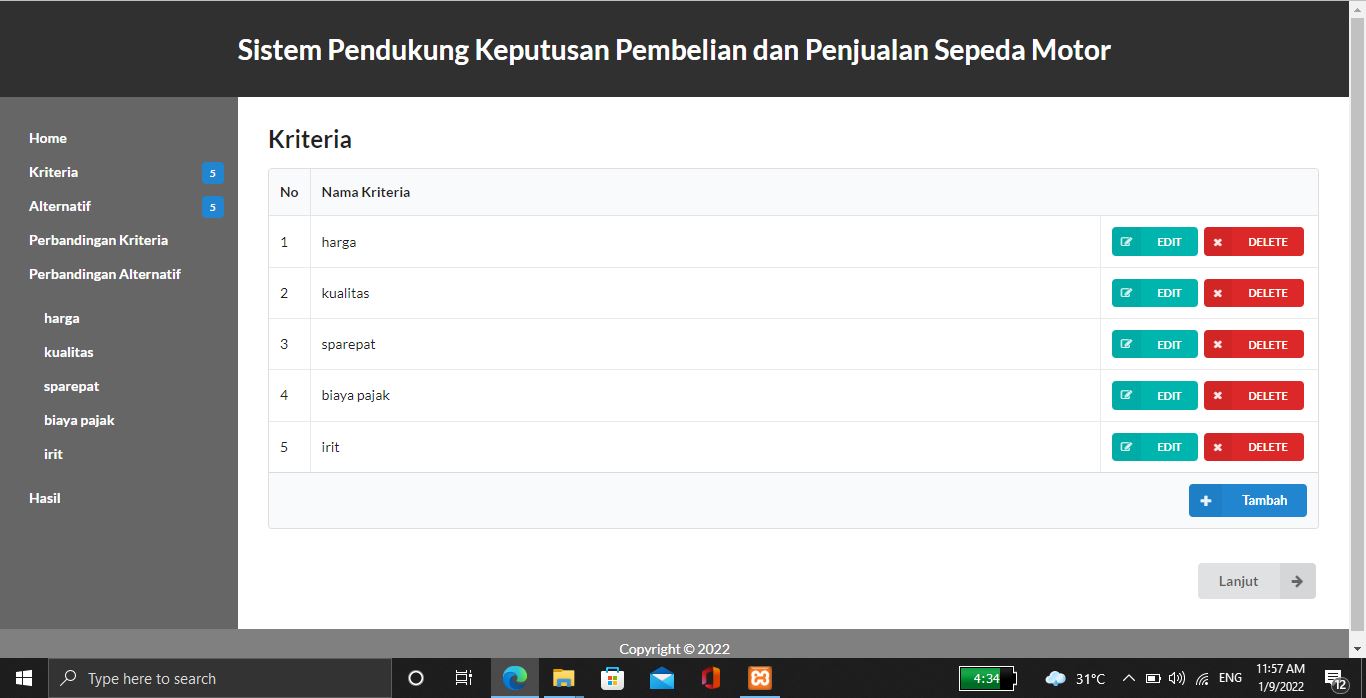 Sistem Pendukung Keputusan Pembelian dan Penjualan Sepeda Motor
Home
Kriteria 5
Alternatif 5
Perbandingan Kriteria
Perbandingan Alternatif
harga
kualitas
sparepat
biaya pajak
irit
Hasil
Kriteria
No Nama Kriteria
1 harga EDIT DELETE
2 kualitas EDIT DELETE
3 sparepat EDIT DELETE
4 biaya pajak EDIT DELETE
5 irit EDIT DELETE
Tambah
Lanjut
Copyright © 2022
Type here to search
4:34
31°C
ENG
11:57 AM
1/9/2022
12